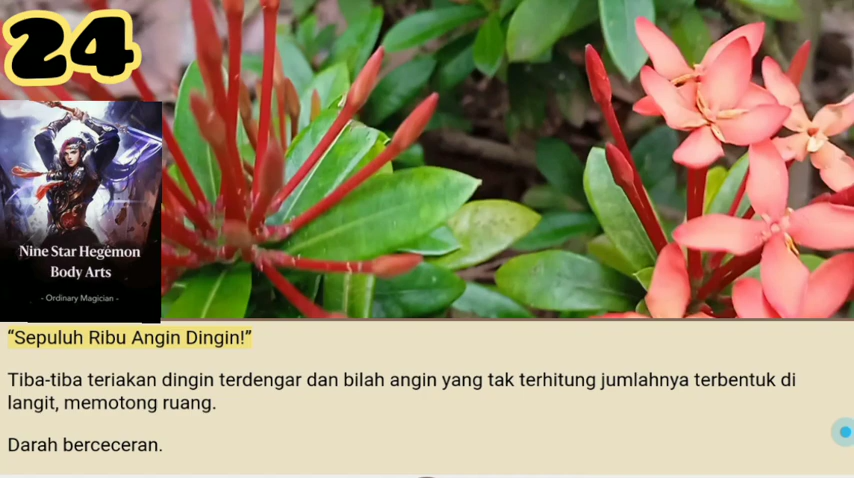 24
Nine Star Hegemon
Body Arts
- Ordinary Magician -
“Sepuluh Ribu Angin Dingin!”
Tiba-tiba teriakan dingin terdengar dan bilah angin yang tak terhitung jumlahnya terbentuk di
langit, memotong ruang.
Darah berceceran.